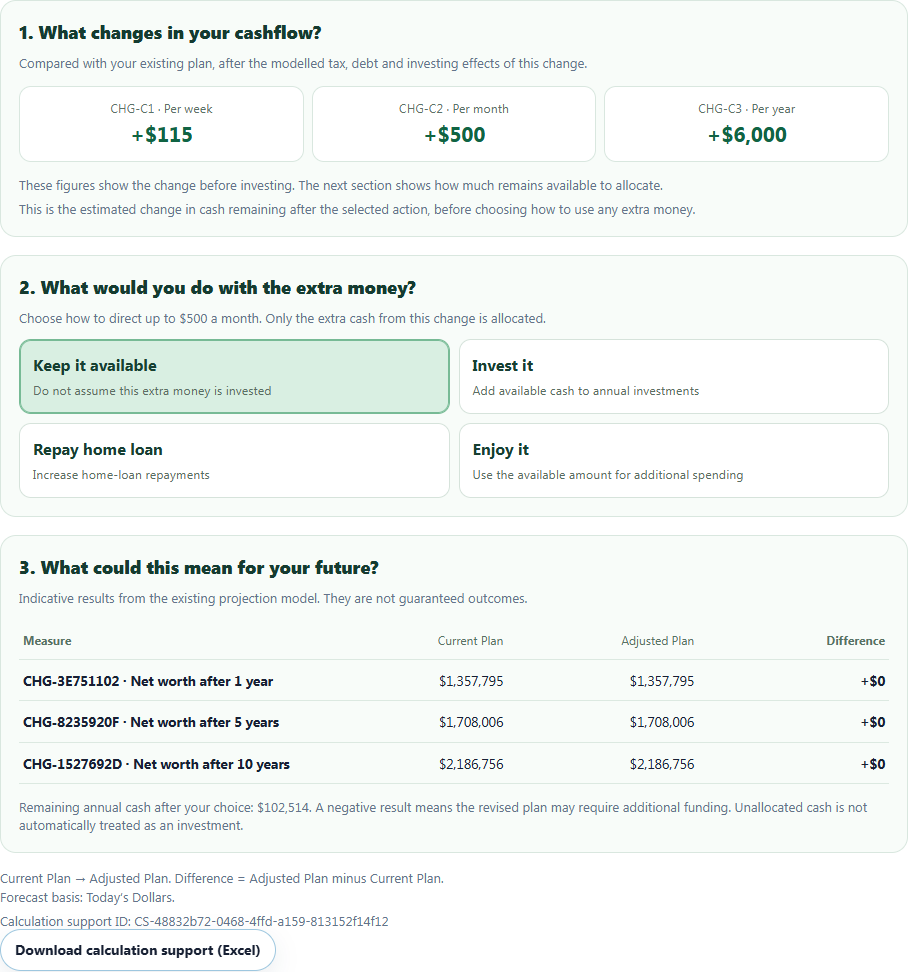 1. What changes in your cashflow?
Compared with your existing plan, after the modelled tax, debt and investing effects of this change.
CHG-C1 · Per week
+$115
CHG-C2 · Per month
+$500
CHG-C3 · Per year
+$6,000
These figures show the change before investing. The next section shows how much remains available to allocate.
This is the estimated change in cash remaining after the selected action, before choosing how to use any extra money.
2. What would you do with the extra money?
Choose how to direct up to $500 a month. Only the extra cash from this change is allocated.
Keep it available
Do not assume this extra money is invested
Invest it
Add available cash to annual investments
Repay home loan
Increase home-loan repayments
Enjoy it
Use the available amount for additional spending
3. What could this mean for your future?
Indicative results from the existing projection model. They are not guaranteed outcomes.
Measure Current Plan Adjusted Plan Difference
CHG-3E751102 · Net worth after 1 year $1,357,795 $1,357,795 +$0
CHG-8235920F · Net worth after 5 years $1,708,006 $1,708,006 +$0
CHG-1527692D · Net worth after 10 years $2,186,756 $2,186,756 +$0
Remaining annual cash after your choice: $102,514. A negative result means the revised plan may require additional funding. Unallocated cash is not
automatically treated as an investment.
Current Plan → Adjusted Plan. Difference = Adjusted Plan minus Current Plan.
Forecast basis: Today's Dollars.
Calculation support ID: CS-48832b72-0468-4ffd-a159-813152f14f12
Download calculation support (Excel)